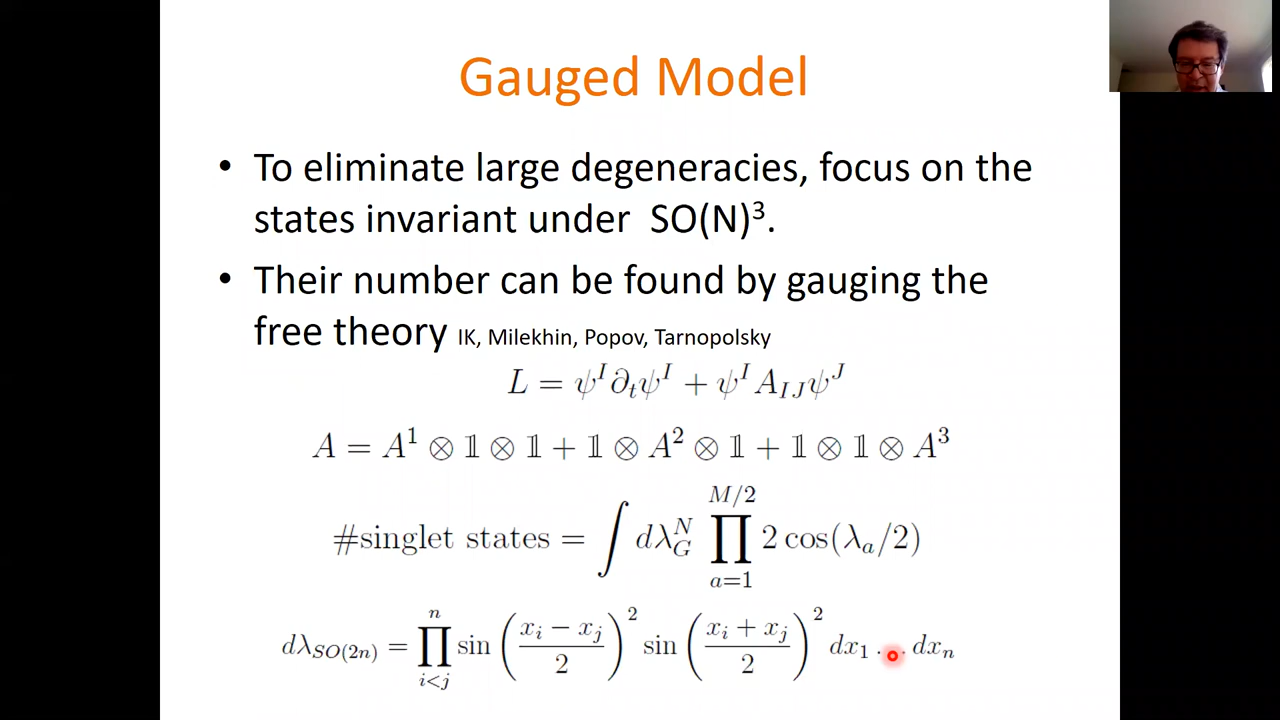 Gauged Model
• To eliminate large degeneracies, focus on the
states invariant under SO(N)³.
• Their number can be found by gauging the
free theory IK, Milekhin, Popov, Tarnopolsky
L = ψ^I ∂_t ψ^I + ψ^I A_{IJ} ψ^J
A = A¹ ⊗ 𝟙 ⊗ 𝟙 + 𝟙 ⊗ A² ⊗ 𝟙 + 𝟙 ⊗ 𝟙 ⊗ A³
#singlet states = ∫ dλ_G^N ∏_{a=1}^{M/2} 2 cos(λ_a/2)
dλ_{SO(2n)} = ∏_{i<j}^{n} sin((x_i − x_j)/2)² sin((x_i + x_j)/2)² dx_1 ... dx_n